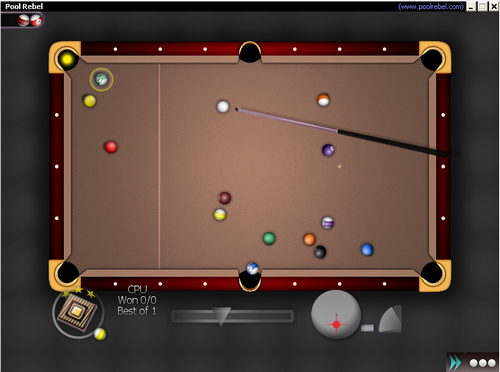 Pool Rebel
(www.poolrebel.com)
CPU
Won 0/0
Best of 1